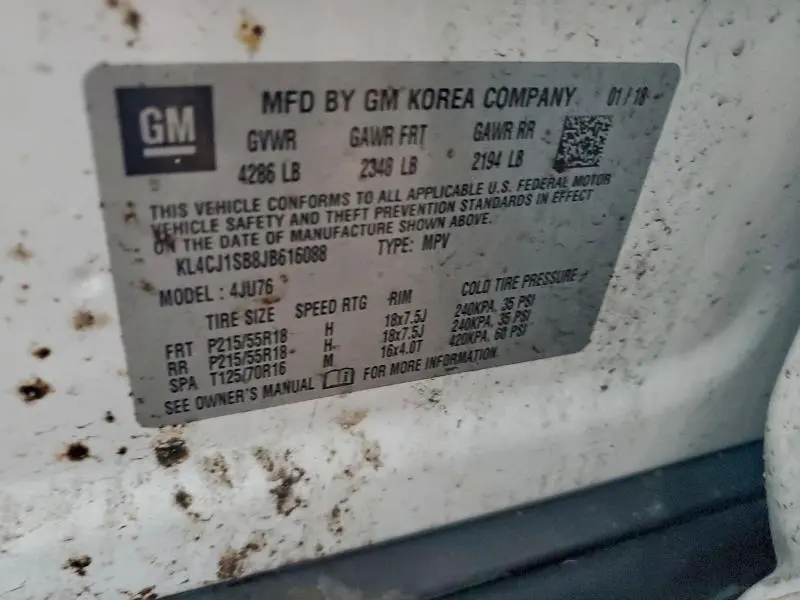 GM
MFD BY GM KOREA COMPANY 01/18
GVWR GAWR FRT GAWR RR
4286 LB 2348 LB 2194 LB
THIS VEHICLE CONFORMS TO ALL APPLICABLE U.S. FEDERAL MOTOR
VEHICLE SAFETY AND THEFT PREVENTION STANDARDS IN EFFECT
ON THE DATE OF MANUFACTURE SHOWN ABOVE.
KL4CJ1SB8JB616088 TYPE: MPV
MODEL: 4JU76
TIRE SIZE SPEED RTG RIM COLD TIRE PRESSURE
FRT P215/55R18 H 18x7.5J 240KPA, 35 PSI
RR P215/55R18 H 18x7.5J 240KPA, 35 PSI
SPA T125/70R16 M 16x4.0T 420KPA, 60 PSI
SEE OWNER'S MANUAL FOR MORE INFORMATION.